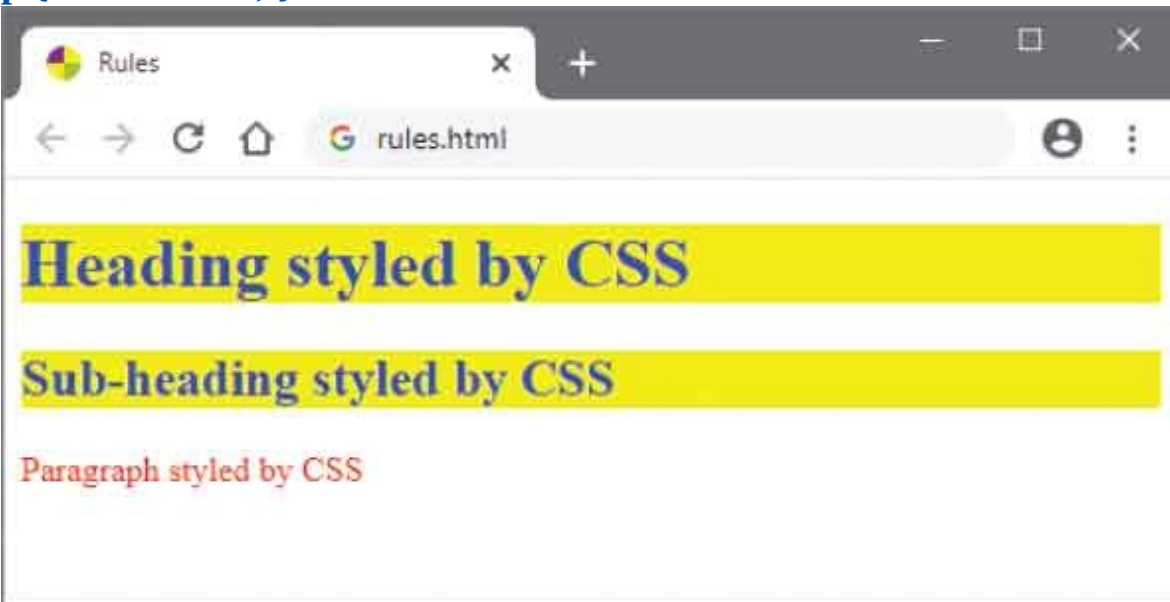 Rules
rules.html
Heading styled by CSS
Sub-heading styled by CSS
Paragraph styled by CSS